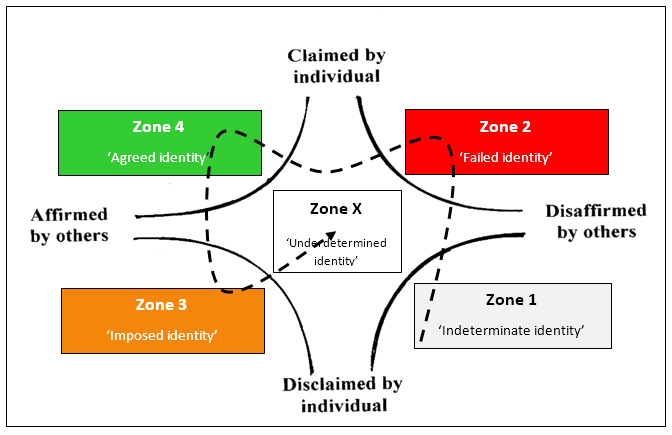 Claimed by
individual
Zone 4
'Agreed identity'
Zone 2
'Failed identity'
Affirmed
by others
Zone X
'Underdetermined
identity'
Disaffirmed
by others
Zone 3
'Imposed identity'
Zone 1
'Indeterminate identity'
Disclaimed by
individual